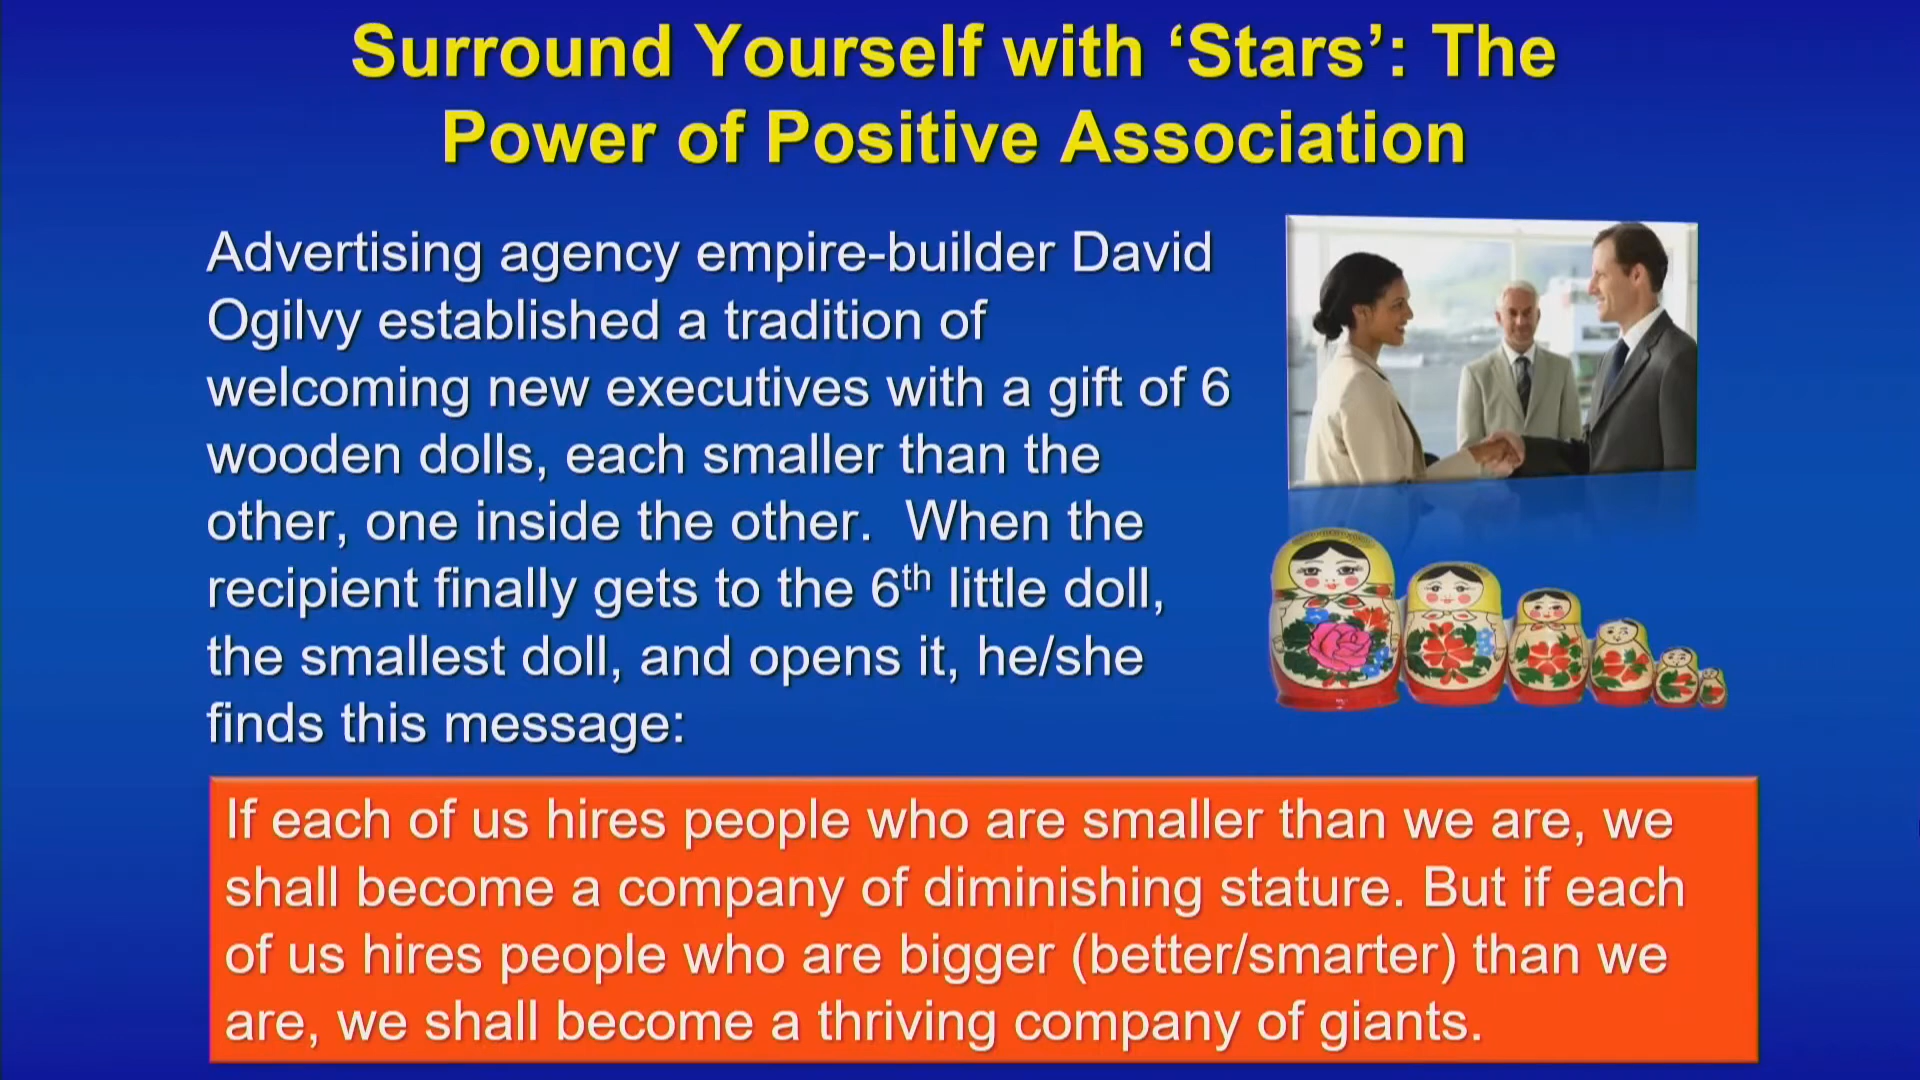 Surround Yourself with ‘Stars’: The
Power of Positive Association
Advertising agency empire-builder David
Ogilvy established a tradition of
welcoming new executives with a gift of 6
wooden dolls, each smaller than the
other, one inside the other.  When the
recipient finally gets to the 6th little doll,
the smallest doll, and opens it, he/she
finds this message:
If each of us hires people who are smaller than we are, we
shall become a company of diminishing stature. But if each
of us hires people who are bigger (better/smarter) than we
are, we shall become a thriving company of giants.